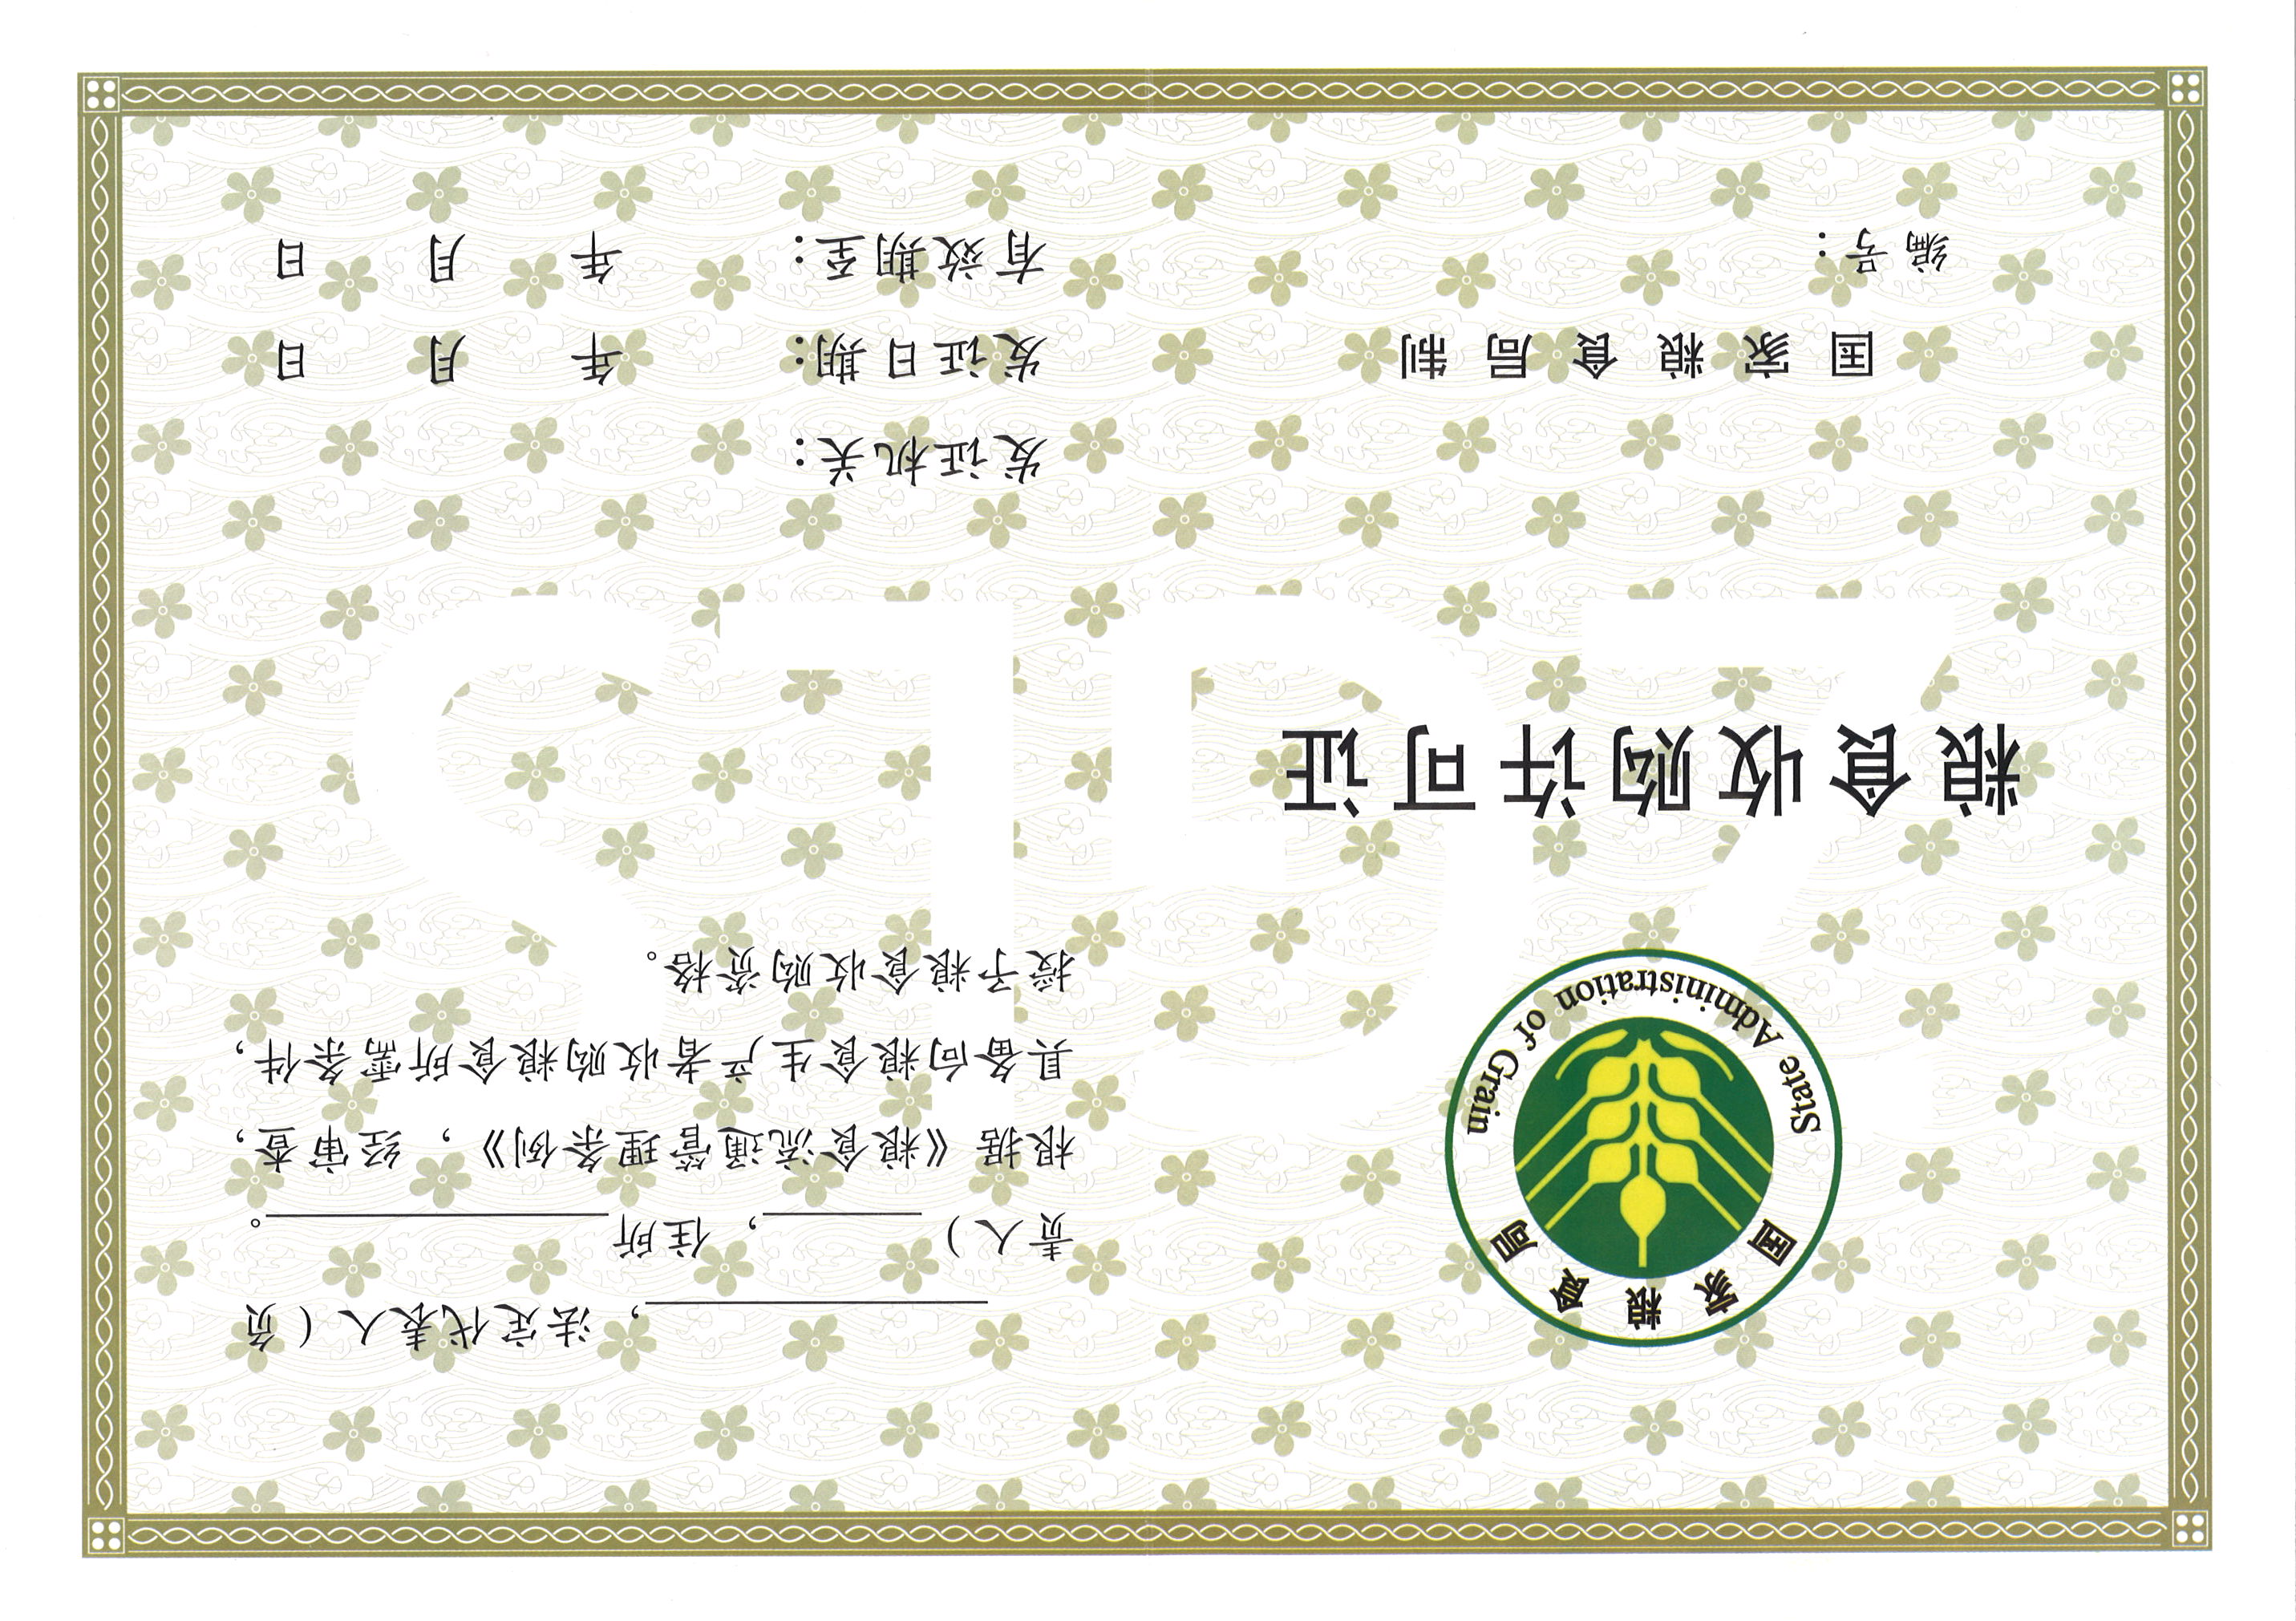 国家粮食局
State Administration of Grain
粮食收购许可证
国家粮食局制
编号：
＿＿＿＿＿＿，法定代表人（负
责人）＿＿＿，住所＿＿＿＿＿＿。
根据《粮食流通管理条例》，经审查，
具备向粮食生产者收购粮食所需条件，
授予粮食收购资格。
发证机关：
发证日期： 年 月 日
有效期至： 年 月 日
ZGLS